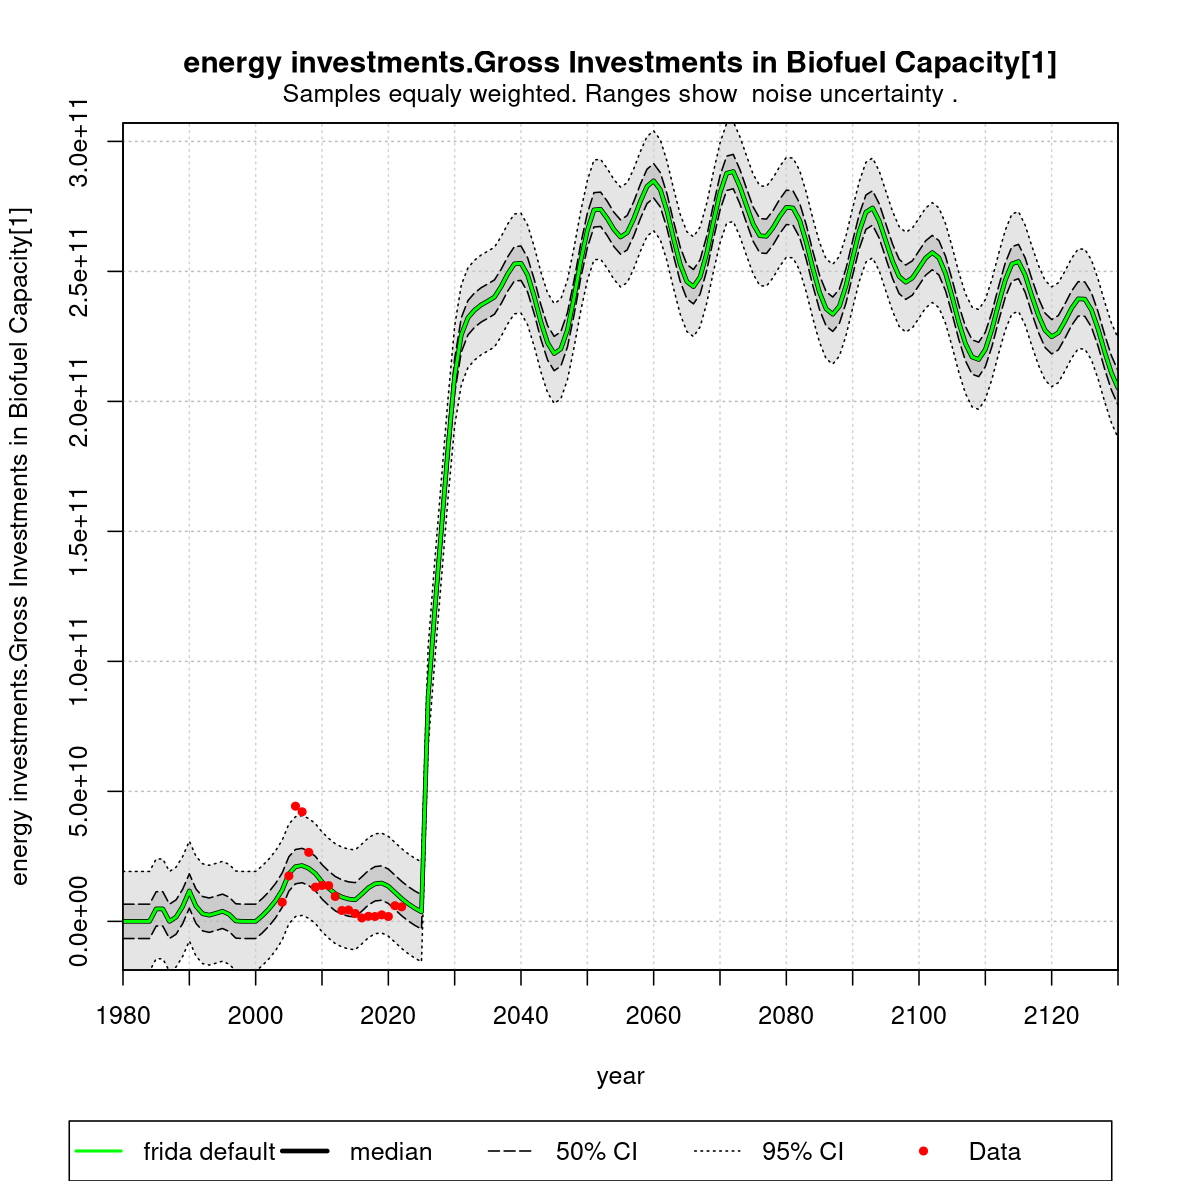 energy investments.Gross Investments in Biofuel Capacity[1]
Samples equaly weighted. Ranges show  noise uncertainty .
energy investments.Gross Investments in Biofuel Capacity[1]
3.0e+11
2.5e+11
2.0e+11
1.5e+11
1.0e+11
5.0e+10
0.0e+00
1980 2000 2020 2040 2060 2080 2100 2120
year
frida default median 50% CI 95% CI Data